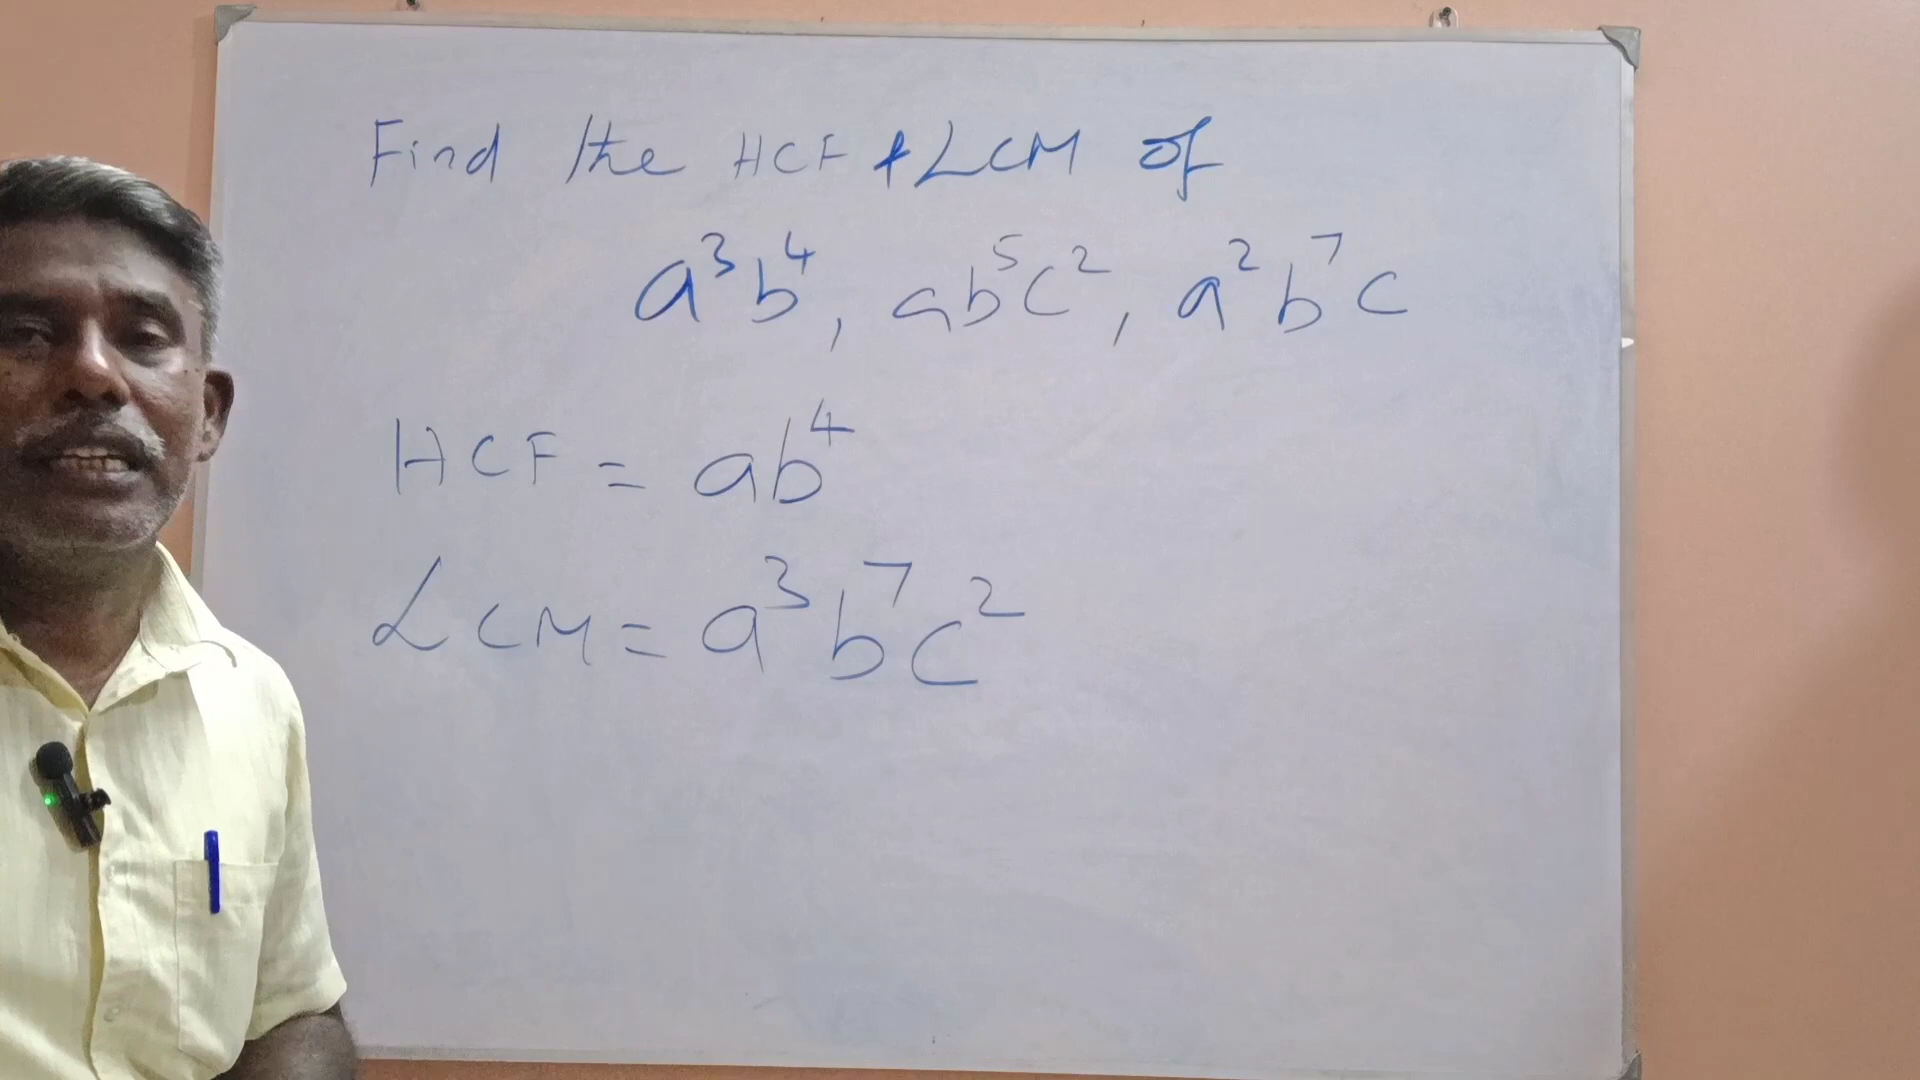 Find the HCF & LCM of
a³b⁴, ab⁵c², a²b⁷c
HCF = ab⁴
LCM = a³b⁷c²